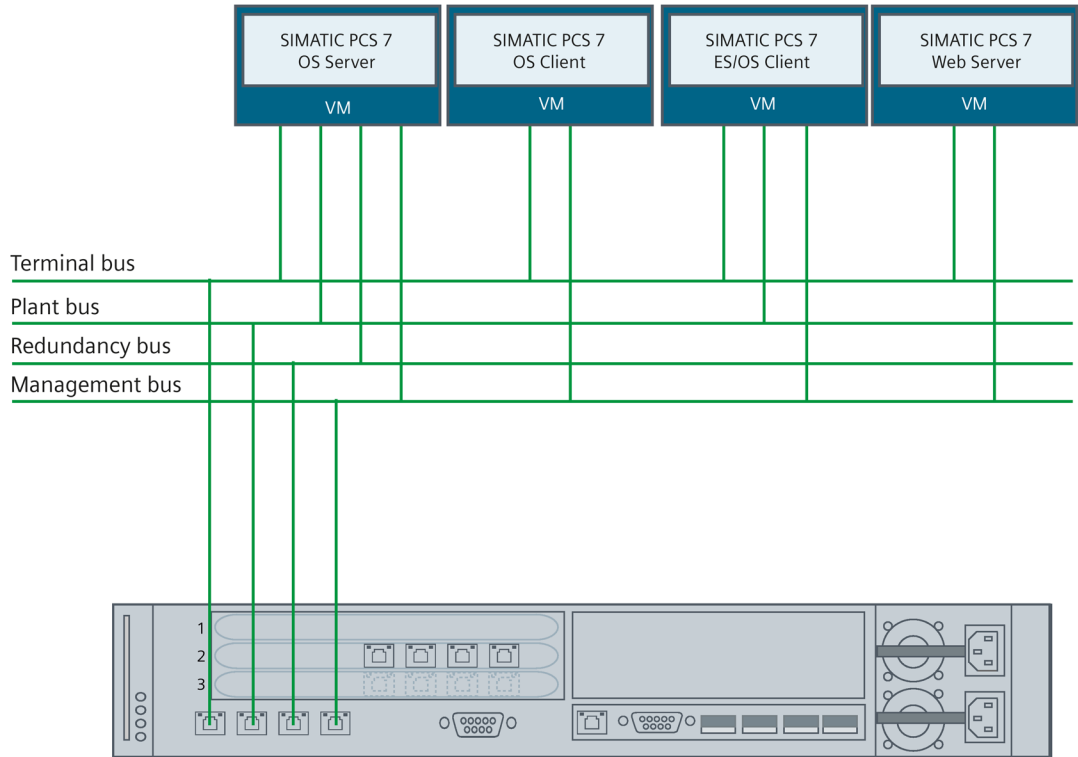 SIMATIC PCS 7
OS Server
VM
SIMATIC PCS 7
OS Client
VM
SIMATIC PCS 7
ES/OS Client
VM
SIMATIC PCS 7
Web Server
VM
Terminal bus
Plant bus
Redundancy bus
Management bus
1
2
3